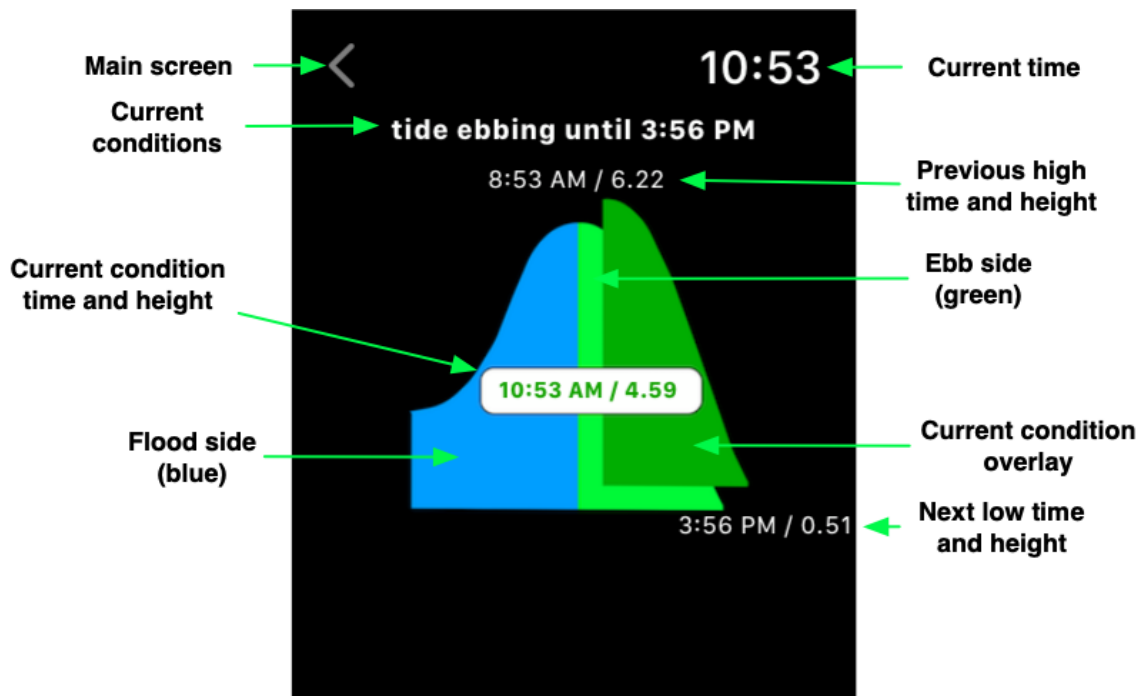 Main screen
10:53
Current time
Current
conditions
tide ebbing until 3:56 PM
8:53 AM / 6.22
Previous high
time and height
Current condition
time and height
Ebb side
(green)
10:53 AM / 4.59
Flood side
(blue)
Current condition
overlay
3:56 PM / 0.51
Next low time
and height